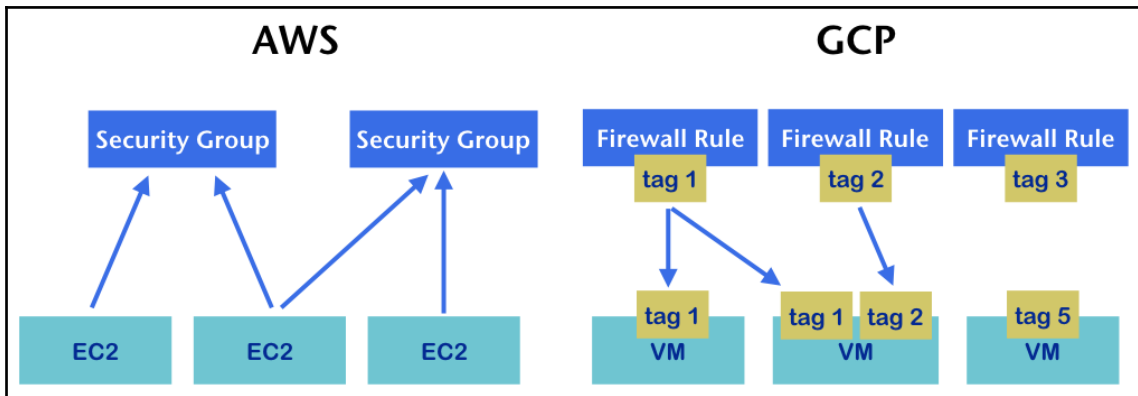 AWS
GCP
Security Group
Security Group
Firewall Rule
Firewall Rule
Firewall Rule
tag 1
tag 2
tag 3
tag 1
tag 1
tag 2
tag 5
EC2
EC2
EC2
VM
VM
VM